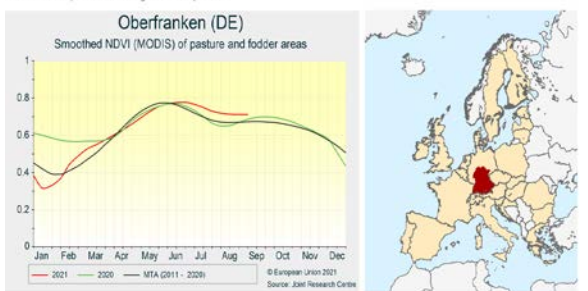 Oberfranken (DE)
Smoothed NDVI (MODIS) of pasture and fodder areas
1
0.8
0.6
0.4
0.2
0
Jan Feb Mar Apr May Jun Jul Aug Sep Oct Nov Dec
2021 2020 MTA (2011 - 2020)
© European Union 2021
Source: Joint Research Centre